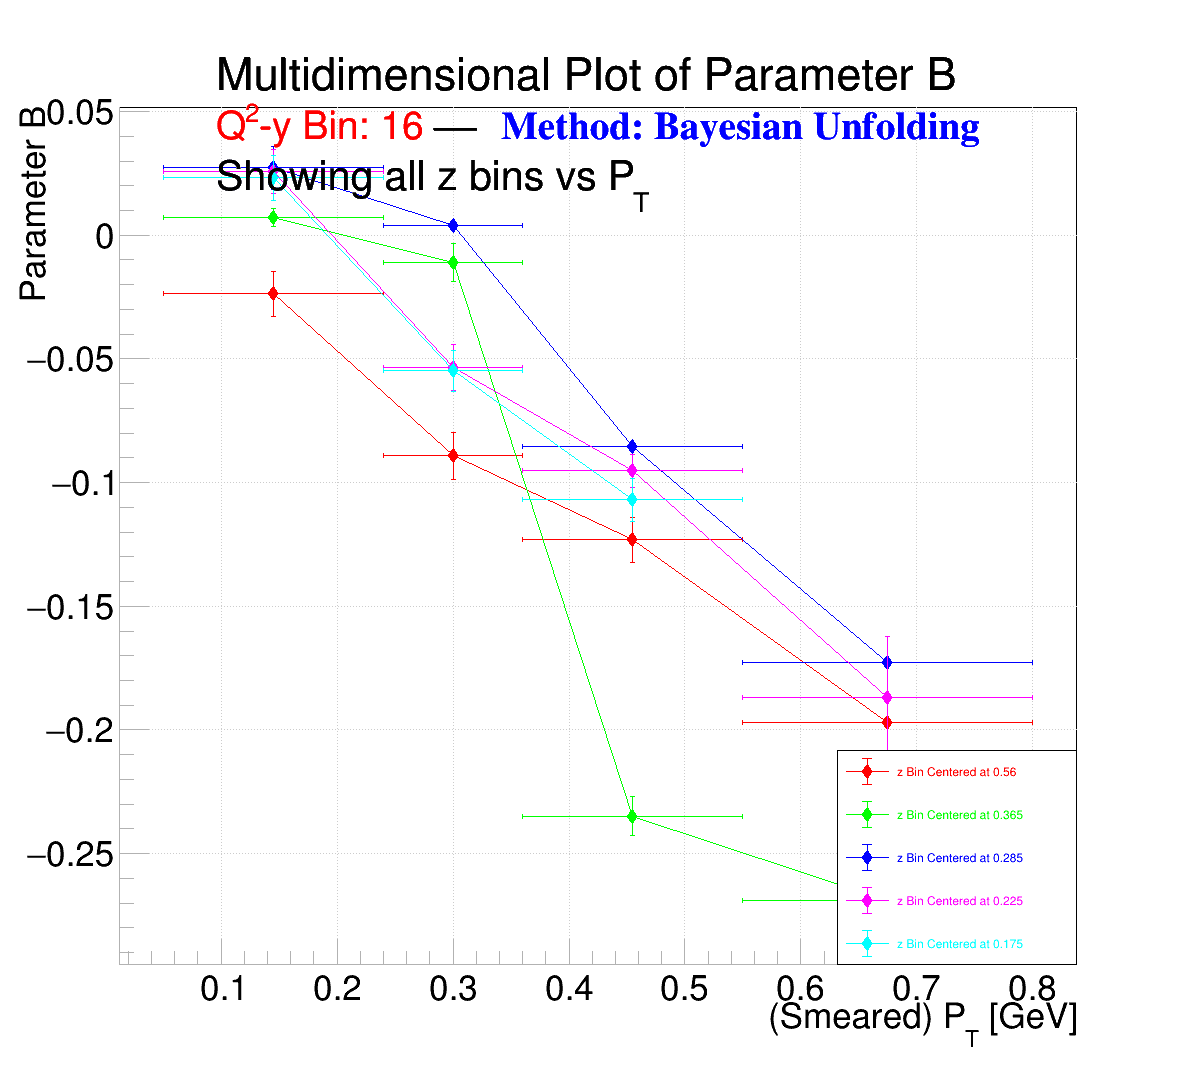 Multidimensional Plot of Parameter B
Q²-y Bin: 16 — Method: Bayesian Unfolding
Showing all z bins vs P_T
Parameter B
0.05
0
−0.05
−0.1
−0.15
−0.2
−0.25
z Bin Centered at 0.56
z Bin Centered at 0.365
z Bin Centered at 0.285
z Bin Centered at 0.225
z Bin Centered at 0.175
0.1 0.2 0.3 0.4 0.5 0.6 0.7 0.8
(Smeared) P_T [GeV]